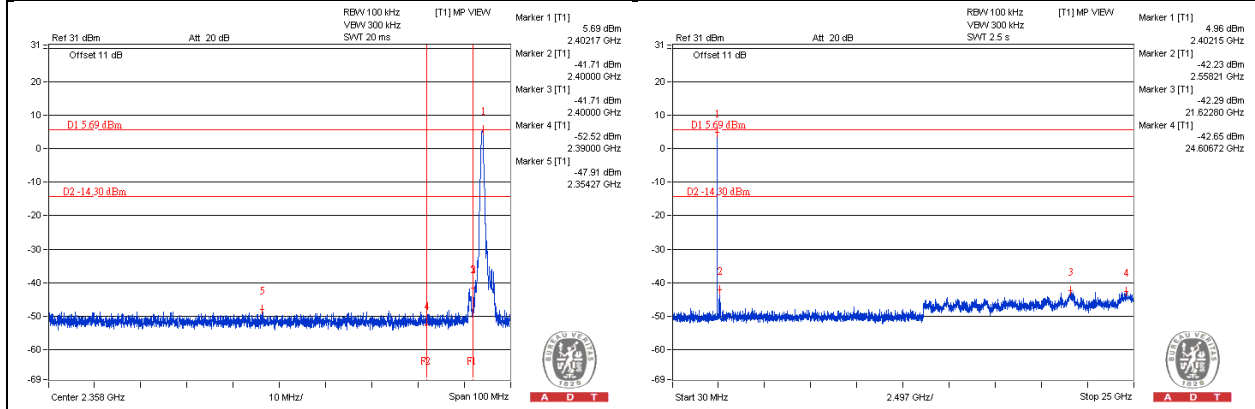 RBW 100 kHz [T1] MP VIEW
VBW 300 kHz
Ref 31 dBm Att 20 dB SWT 20 ms
31
Offset 11 dB
20
10
0
-10
-20
-30
-40
-50
-60
-69
D1 5.69 dBm
D2 -14.30 dBm
1
2
5
4
F2
F1
Center 2.358 GHz 10 MHz/ Span 100 MHz
Marker 1 [T1]
5.69 dBm
2.40217 GHz
Marker 2 [T1]
-41.71 dBm
2.40000 GHz
Marker 3 [T1]
-41.71 dBm
2.40000 GHz
Marker 4 [T1]
-52.52 dBm
2.39000 GHz
Marker 5 [T1]
-47.91 dBm
2.35427 GHz
BUREAU VERITAS
1828
A D T
RBW 100 kHz [T1] MP VIEW
VBW 300 kHz
Ref 31 dBm Att 20 dB SWT 2.5 s
31
Offset 11 dB
20
10
0
-10
-20
-30
-40
-50
-60
-69
1
D1 5.69 dBm
D2 -14.30 dBm
2
3
4
Start 30 MHz 2.497 GHz/ Stop 25 GHz
Marker 1 [T1]
4.96 dBm
2.40215 GHz
Marker 2 [T1]
-42.23 dBm
2.55821 GHz
Marker 3 [T1]
-42.29 dBm
21.62280 GHz
Marker 4 [T1]
-42.65 dBm
24.60672 GHz
BUREAU VERITAS
1828
A D T